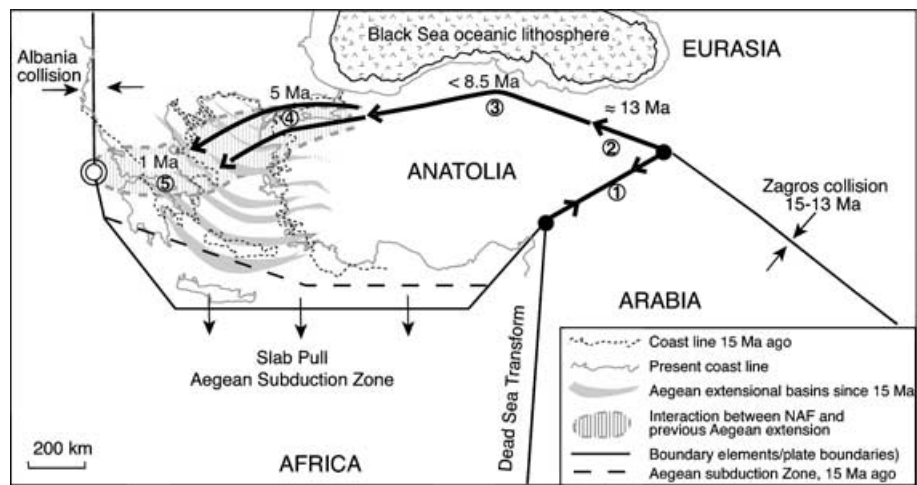 Black Sea oceanic lithosphere
EURASIA
Albania
collision
5 Ma
④
< 8.5 Ma
③
≈ 13 Ma
②
1 Ma
⑤
ANATOLIA
①
Zagros collision
15-13 Ma
ARABIA
Slab Pull
Aegean Subduction Zone
Dead Sea Transform
200 km
AFRICA
Coast line 15 Ma ago
Present coast line
Aegean extensional basins since 15 Ma
Interaction between NAF and
previous Aegean extension
Boundary elements/plate boundaries)
Aegean subduction Zone, 15 Ma ago